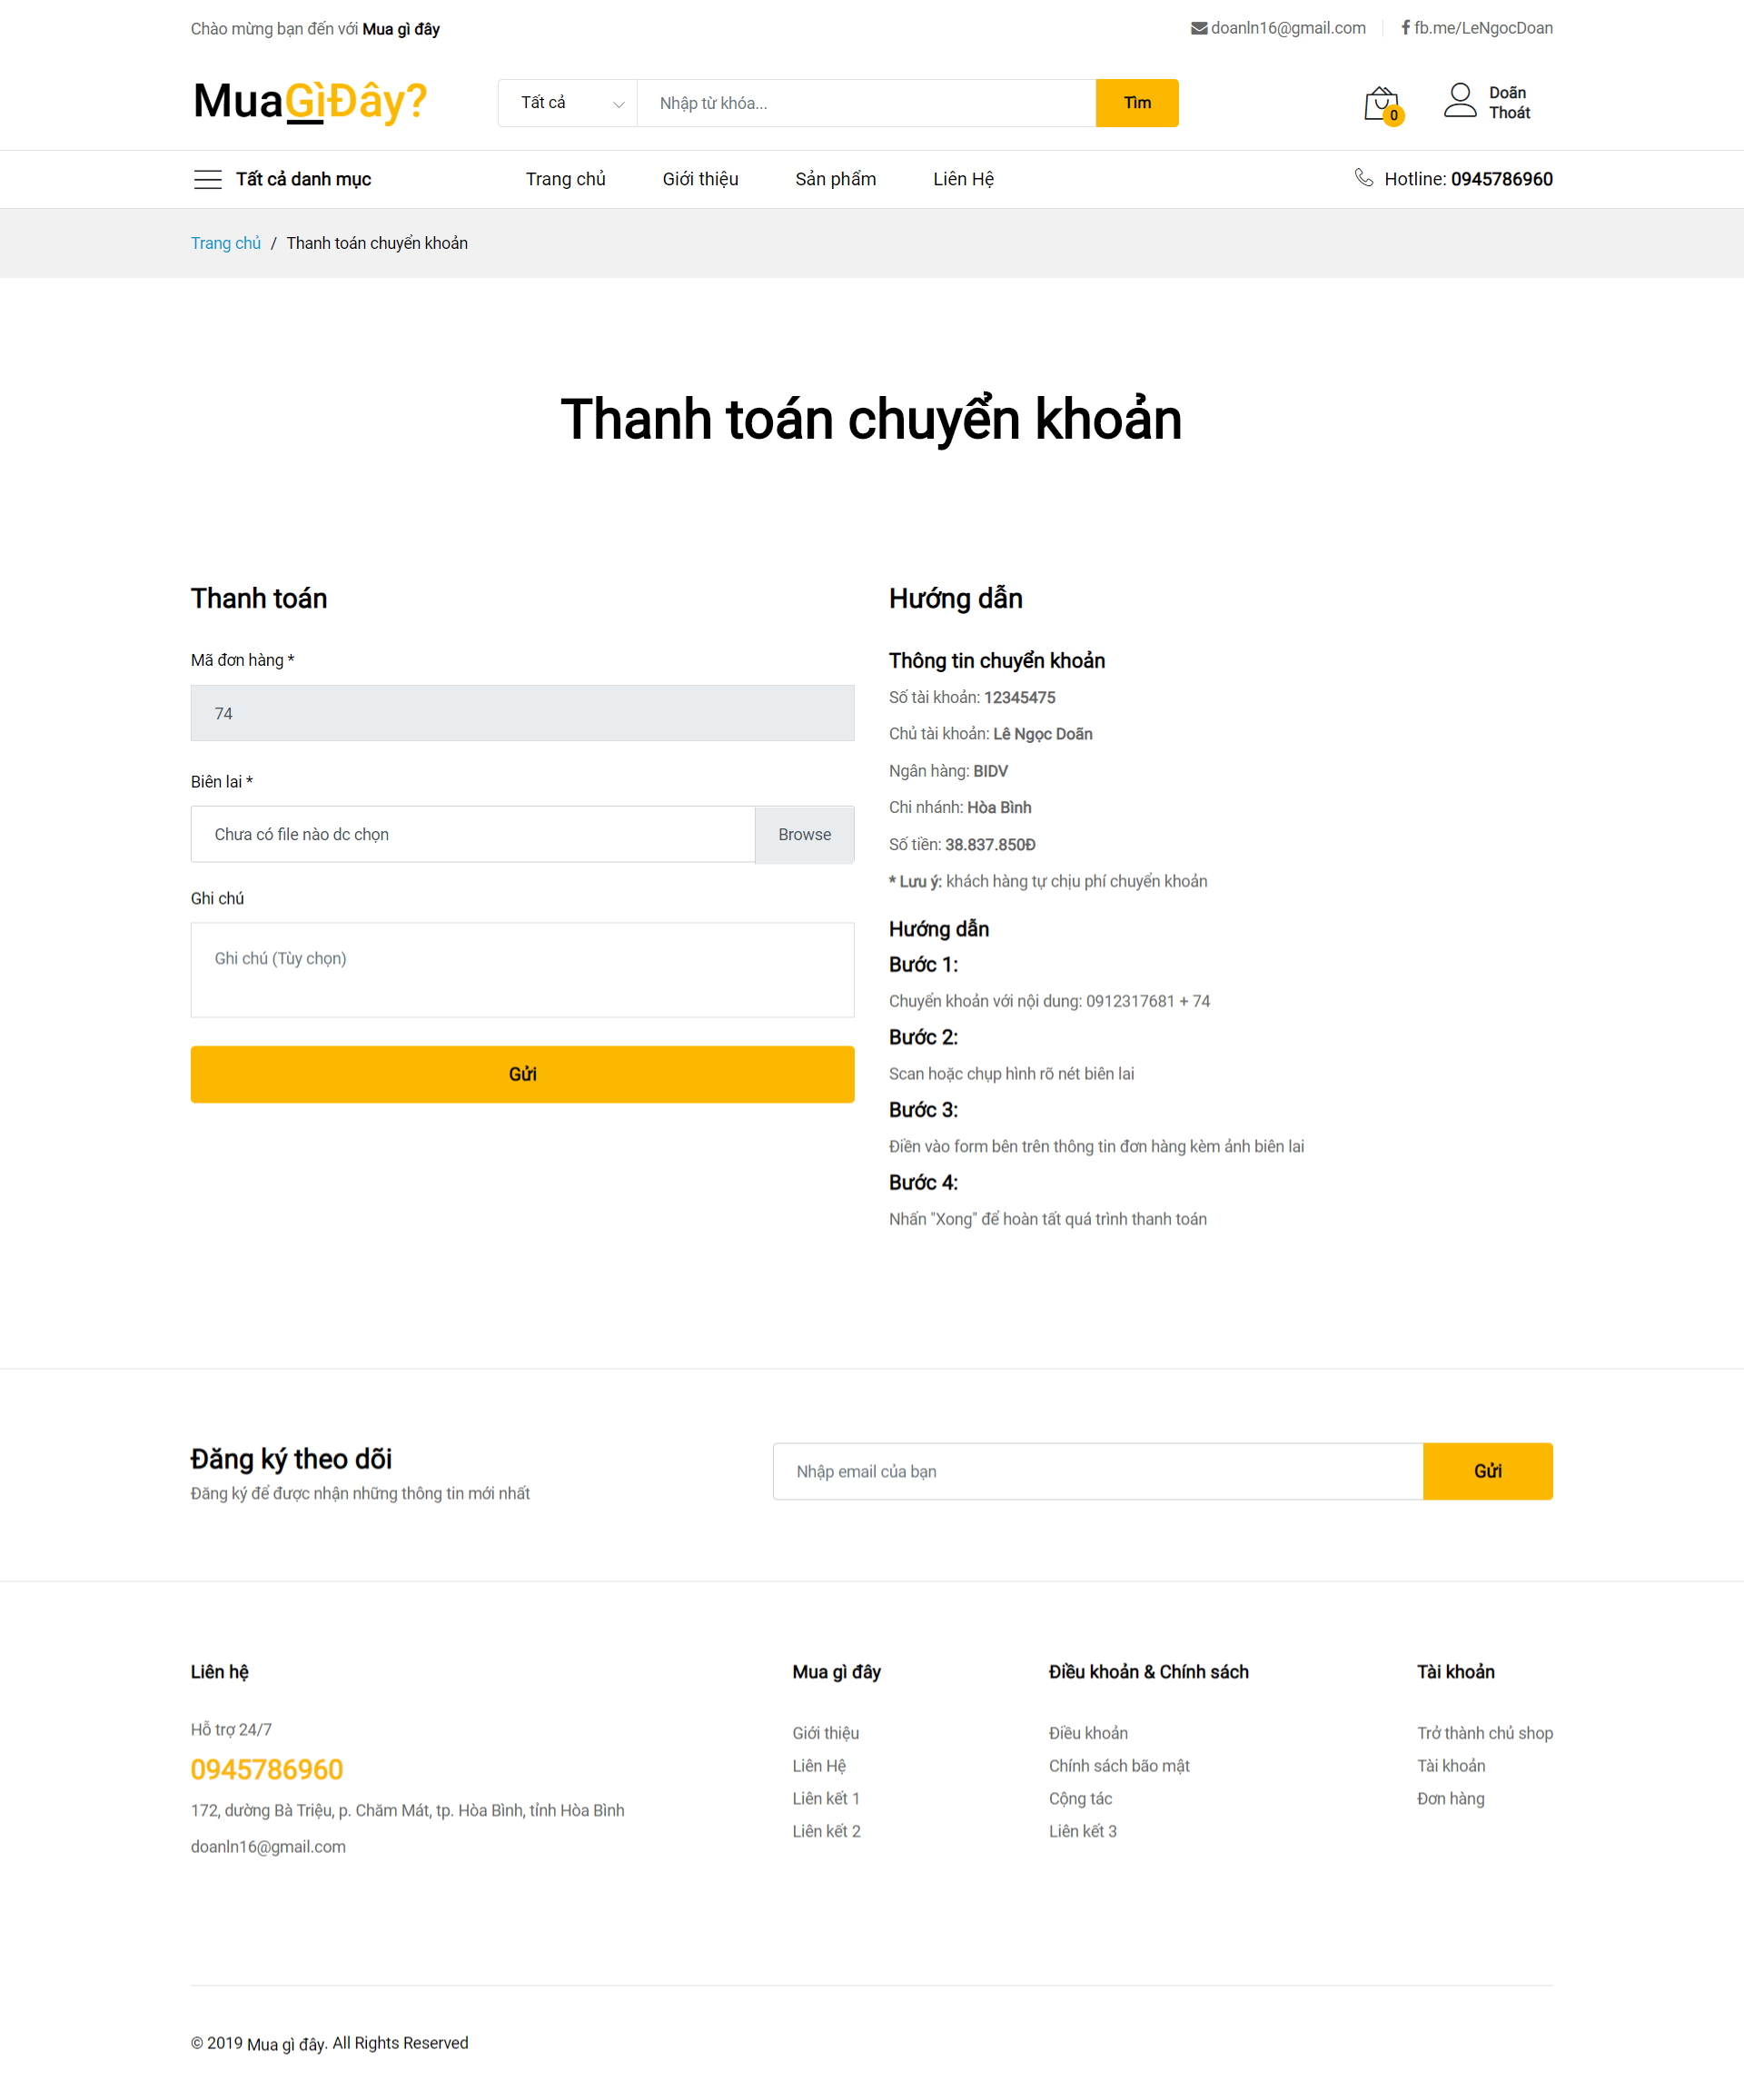 Chào mừng bạn đến với Mua gì đây
doanln16@gmail.com fb.me/LeNgocDoan
MuaGìĐây?
Tất cả Nhập từ khóa... Tìm
0
Doãn
Thoát
Tất cả danh mục Trang chủ Giới thiệu Sản phẩm Liên Hệ Hotline: 0945786960
Trang chủ / Thanh toán chuyển khoản
Thanh toán chuyển khoản
Thanh toán
Mã đơn hàng *
74
Biên lai *
Chưa có file nào dc chọn Browse
Ghi chú
Ghi chú (Tùy chọn)
Gửi
Hướng dẫn
Thông tin chuyển khoản
Số tài khoản: 12345475
Chủ tài khoản: Lê Ngọc Doãn
Ngân hàng: BIDV
Chi nhánh: Hòa Bình
Số tiền: 38.837.850Đ
* Lưu ý: khách hàng tự chịu phí chuyển khoản
Hướng dẫn
Bước 1:
Chuyển khoản với nội dung: 0912317681 + 74
Bước 2:
Scan hoặc chụp hình rõ nét biên lai
Bước 3:
Điền vào form bên trên thông tin đơn hàng kèm ảnh biên lai
Bước 4:
Nhấn "Xong" để hoàn tất quá trình thanh toán
Đăng ký theo dõi
Đăng ký để được nhận những thông tin mới nhất
Nhập email của bạn Gửi
Liên hệ
Hỗ trợ 24/7
0945786960
172, dường Bà Triệu, p. Chăm Mát, tp. Hòa Bình, tỉnh Hòa Bình
doanln16@gmail.com
Mua gì đây
Giới thiệu
Liên Hệ
Liên kết 1
Liên kết 2
Điều khoản & Chính sách
Điều khoản
Chính sách bão mật
Cộng tác
Liên kết 3
Tài khoản
Trở thành chủ shop
Tài khoản
Đơn hàng
© 2019 Mua gì đây. All Rights Reserved